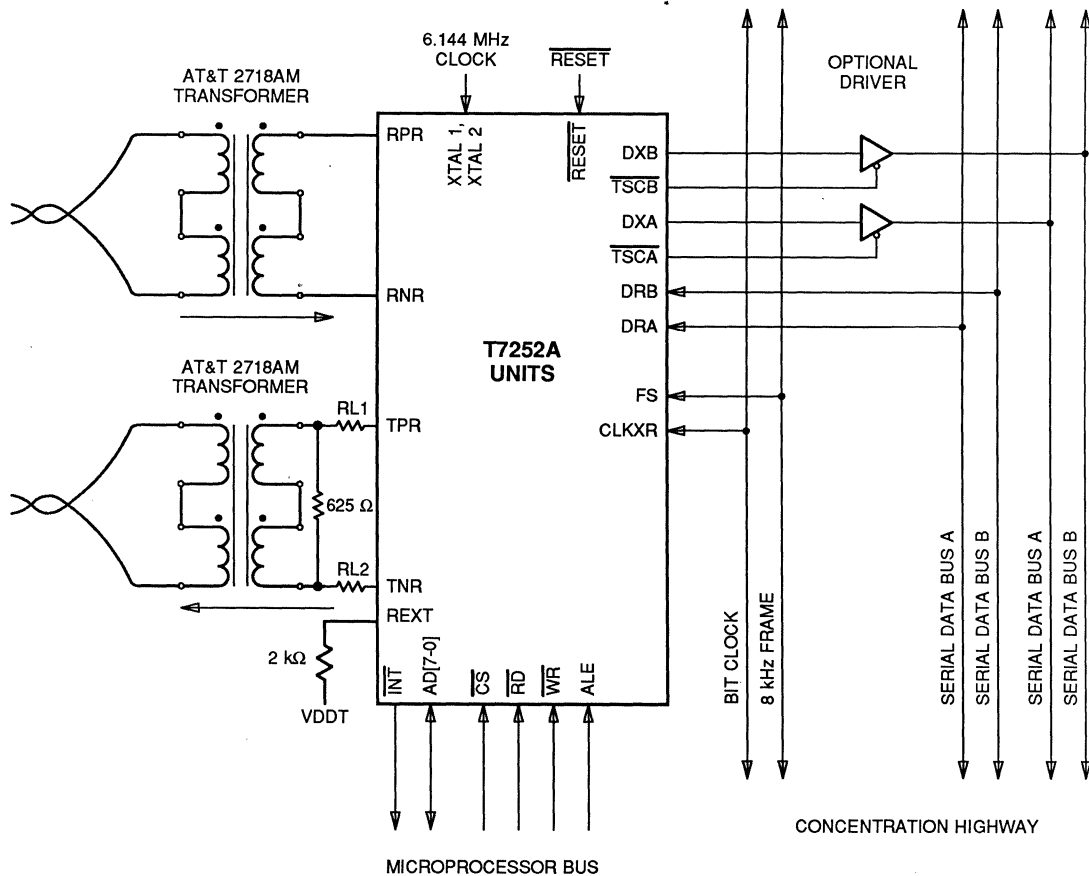 6.144 MHz
CLOCK
RESET
OPTIONAL
DRIVER
AT&T 2718AM
TRANSFORMER
RPR
XTAL 1,
XTAL 2
RESET
DXB
TSCB
DXA
TSCA
RNR
DRB
DRA
T7252A
UNITS
AT&T 2718AM
TRANSFORMER
RL1
TPR
FS
CLKXR
625 Ω
RL2
TNR
REXT
2 kΩ
VDDT
INT
AD[7-0]
CS
RD
WR
ALE
BIT CLOCK
8 kHz FRAME
SERIAL DATA BUS A
SERIAL DATA BUS B
SERIAL DATA BUS A
SERIAL DATA BUS B
CONCENTRATION HIGHWAY
MICROPROCESSOR BUS